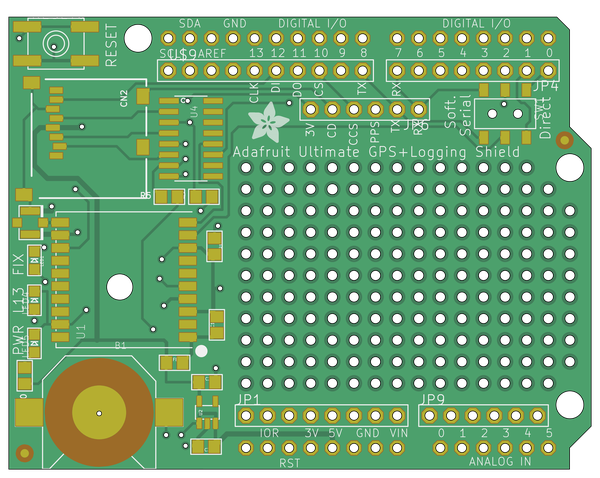 RESET
SDA
GND
DIGITAL I/O
DIGITAL I/O
AREF
13 12 11 10 9 8
7 6 5 4 3 2 1 0
CLK
DI
DO
CS
TX
RX
JP4
CN2
U4
3V
CD
CCS
PPS
TX
Soft.
Serial
Direct
Adafruit Ultimate GPS+Logging Shield
R5
FIX
L13
PWR
U1
B1
JP1
JP9
IOR
3V
5V
GND
VIN
0 1 2 3 4 5
RST
ANALOG IN